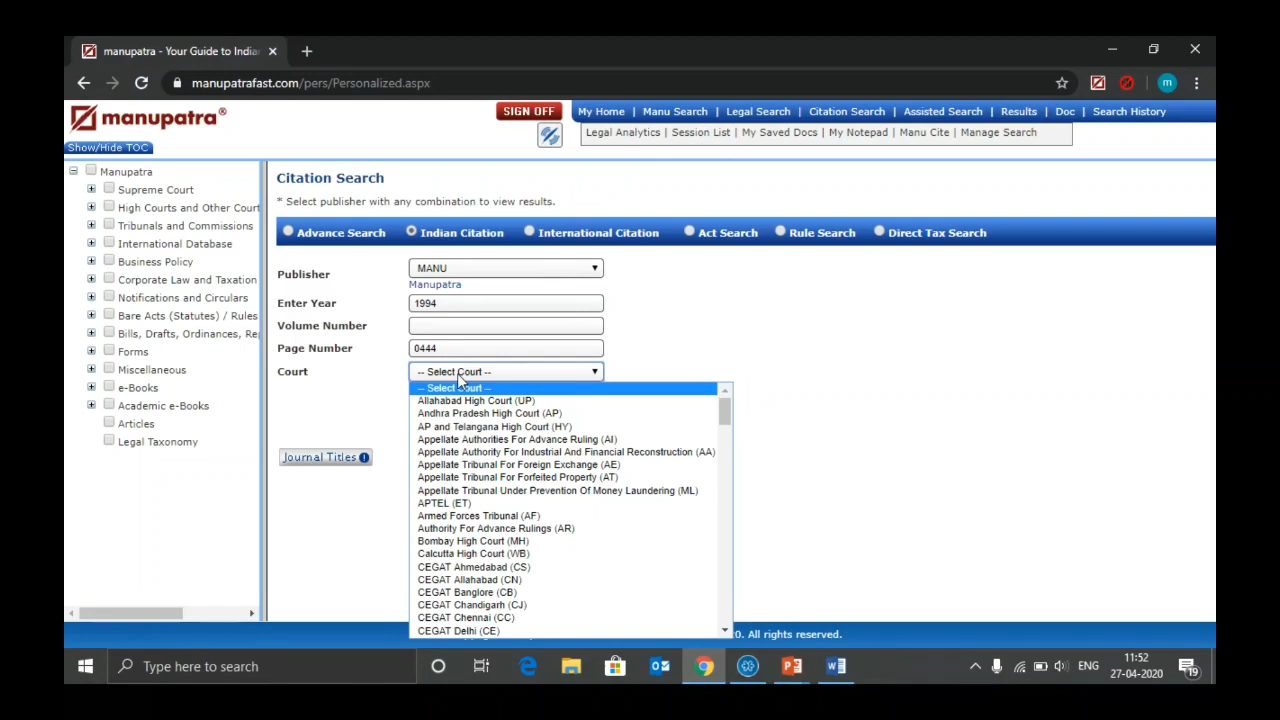 manupatra - Your Guide to India
manupatrafast.com/pers/Personalized.aspx
m
manupatra®
SIGN OFF
My Home | Manu Search | Legal Search | Citation Search | Assisted Search | Results | Doc | Search History
Legal Analytics | Session List | My Saved Docs | My Notepad | Manu Cite | Manage Search
Show/Hide TOC
Manupatra
Supreme Court
High Courts and Other Court
Tribunals and Commissions
International Database
Business Policy
Corporate Law and Taxation
Notifications and Circulars
Bare Acts (Statutes) / Rules
Bills, Drafts, Ordinances, Re
Forms
Miscellaneous
e-Books
Academic e-Books
Articles
Legal Taxonomy
Citation Search
* Select publisher with any combination to view results.
Advance Search Indian Citation International Citation Act Search Rule Search Direct Tax Search
Publisher MANU
Manupatra
Enter Year 1994
Volume Number
Page Number 0444
Court -- Select Court --
-- Select Court --
Allahabad High Court (UP)
Andhra Pradesh High Court (AP)
AP and Telangana High Court (HY)
Appellate Authorities For Advance Ruling (AI)
Appellate Authority For Industrial And Financial Reconstruction (AA)
Appellate Tribunal For Foreign Exchange (AE)
Appellate Tribunal For Forfeited Property (AT)
Appellate Tribunal Under Prevention Of Money Laundering (ML)
APTEL (ET)
Armed Forces Tribunal (AF)
Authority For Advance Rulings (AR)
Bombay High Court (MH)
Calcutta High Court (WB)
CEGAT Ahmedabad (CS)
CEGAT Allahabad (CN)
CEGAT Banglore (CB)
CEGAT Chandigarh (CJ)
CEGAT Chennai (CC)
CEGAT Delhi (CE)
Journal Titles
0. All rights reserved.
Type here to search
ENG
11:52
27-04-2020
19